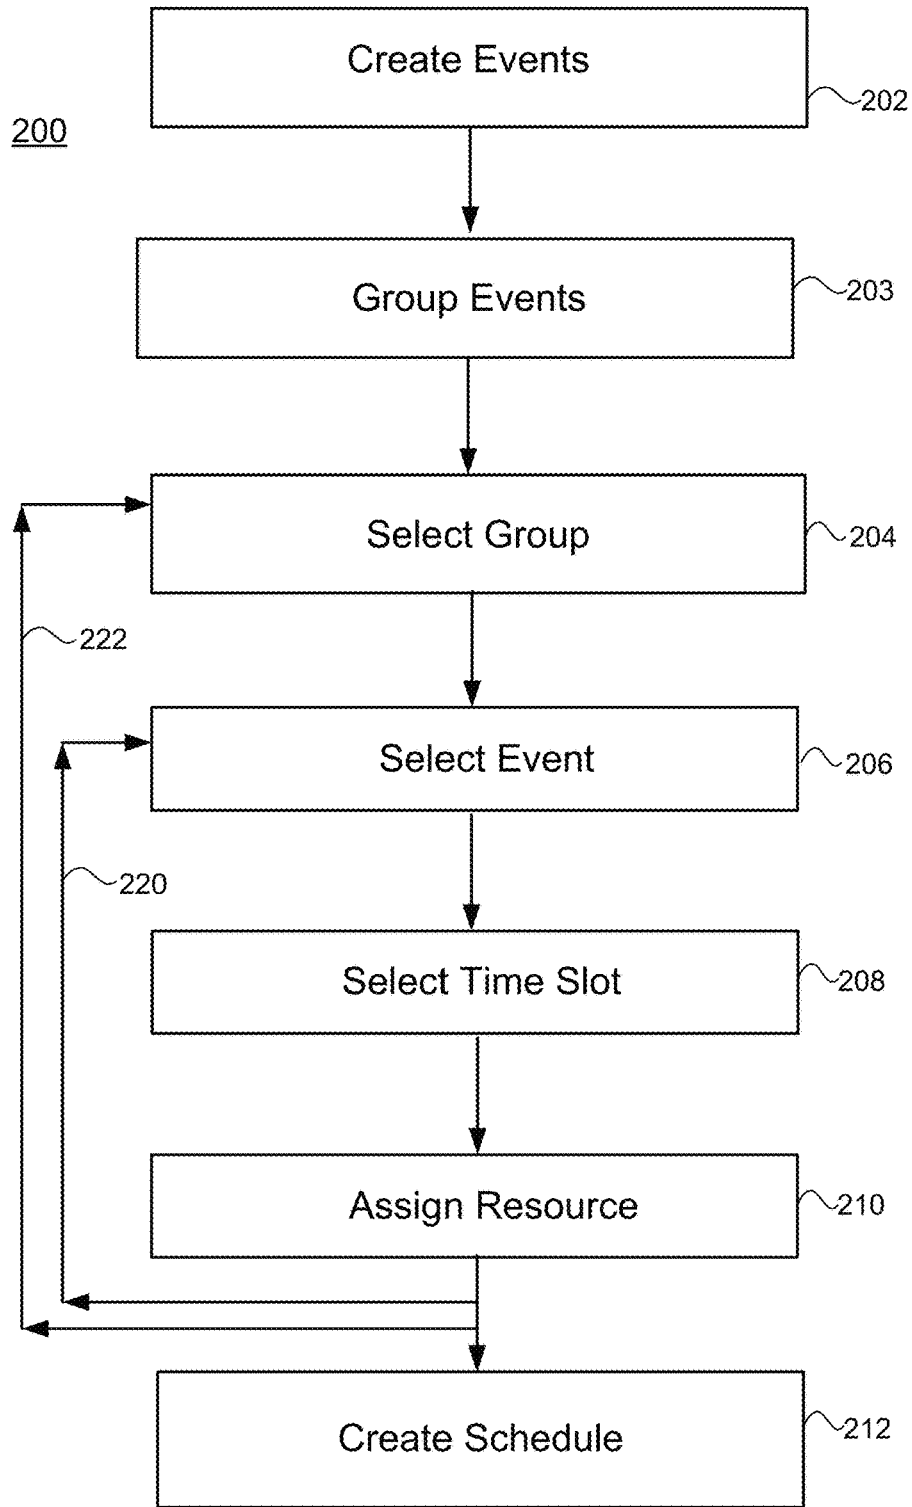 Create Events
202
200
Group Events
203
Select Group
204
222
Select Event
206
220
Select Time Slot
208
Assign Resource
210
Create Schedule
212